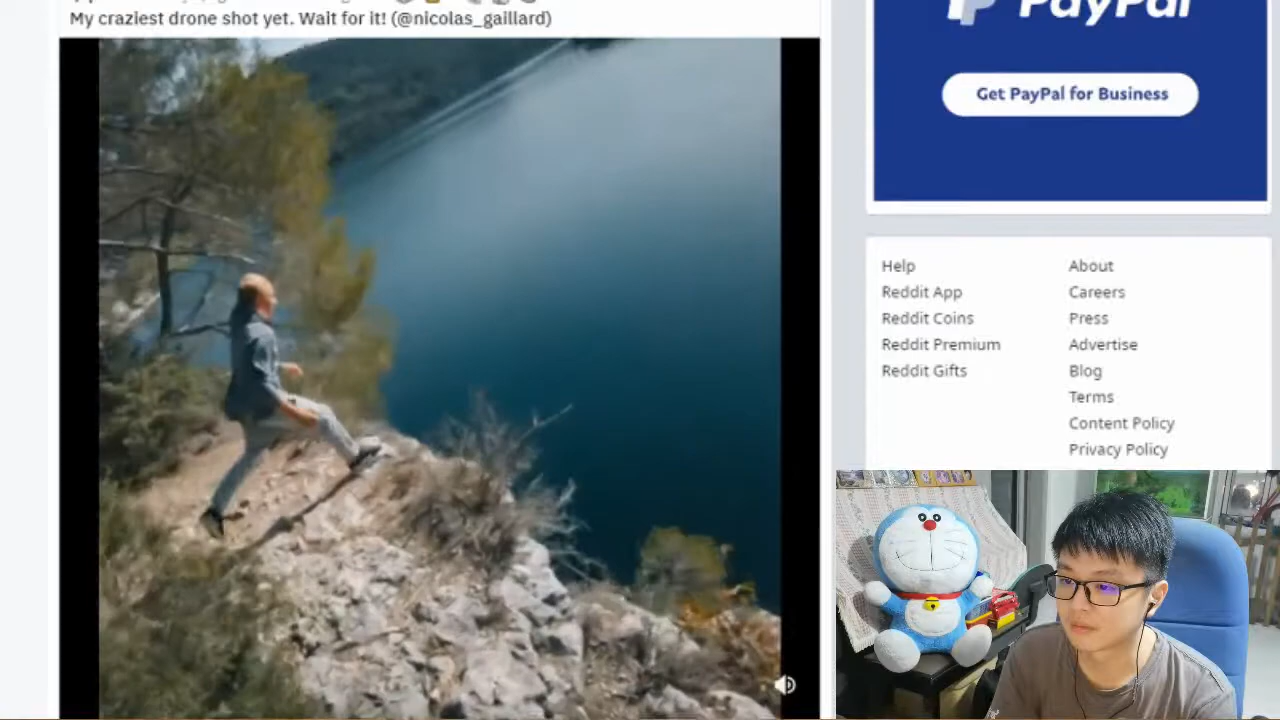 My craziest drone shot yet. Wait for it! (@nicolas_gaillard)
PayPal
Get PayPal for Business
Help
Reddit App
Reddit Coins
Reddit Premium
Reddit Gifts
About
Careers
Press
Advertise
Blog
Terms
Content Policy
Privacy Policy